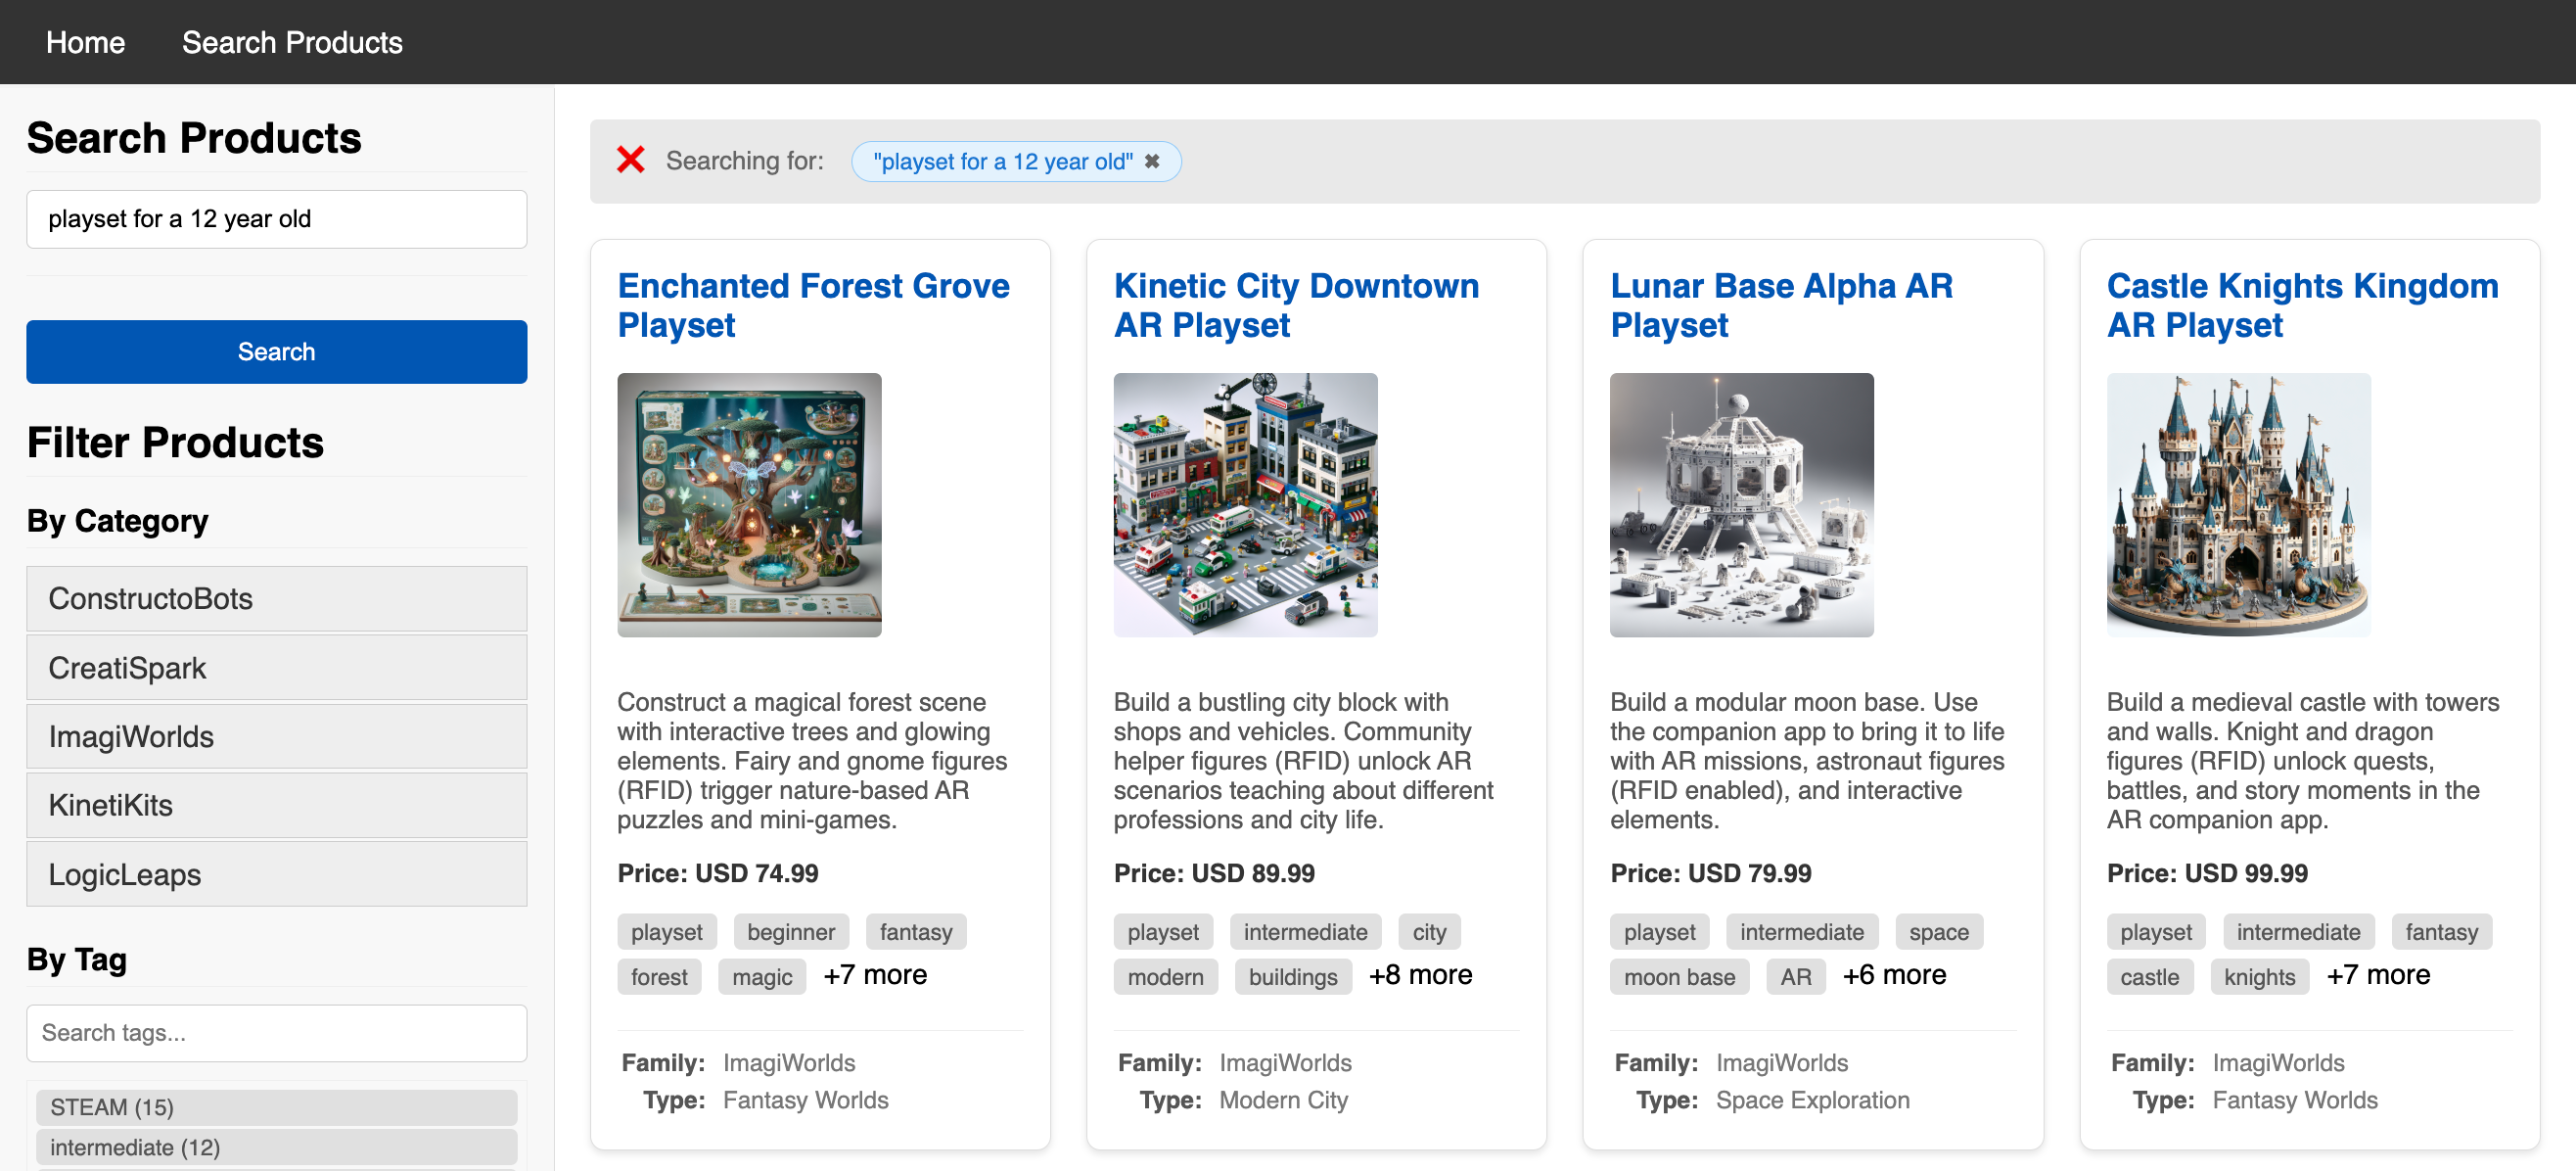 Home Search Products
Search Products
playset for a 12 year old
Search
Filter Products
By Category
ConstructoBots
CreatiSpark
ImagiWorlds
KinetiKits
LogicLeaps
By Tag
Search tags...
STEAM (15)
intermediate (12)
❌ Searching for: "playset for a 12 year old" ✖
Enchanted Forest Grove
Playset
Construct a magical forest scene
with interactive trees and glowing
elements. Fairy and gnome figures
(RFID) trigger nature-based AR
puzzles and mini-games.
Price: USD 74.99
playset beginner fantasy
forest magic +7 more
Family: ImagiWorlds
Type: Fantasy Worlds
Kinetic City Downtown
AR Playset
Build a bustling city block with
shops and vehicles. Community
helper figures (RFID) unlock AR
scenarios teaching about different
professions and city life.
Price: USD 89.99
playset intermediate city
modern buildings +8 more
Family: ImagiWorlds
Type: Modern City
Lunar Base Alpha AR
Playset
Build a modular moon base. Use
the companion app to bring it to life
with AR missions, astronaut figures
(RFID enabled), and interactive
elements.
Price: USD 79.99
playset intermediate space
moon base AR +6 more
Family: ImagiWorlds
Type: Space Exploration
Castle Knights Kingdom
AR Playset
Build a medieval castle with towers
and walls. Knight and dragon
figures (RFID) unlock quests,
battles, and story moments in the
AR companion app.
Price: USD 99.99
playset intermediate fantasy
castle knights +7 more
Family: ImagiWorlds
Type: Fantasy Worlds